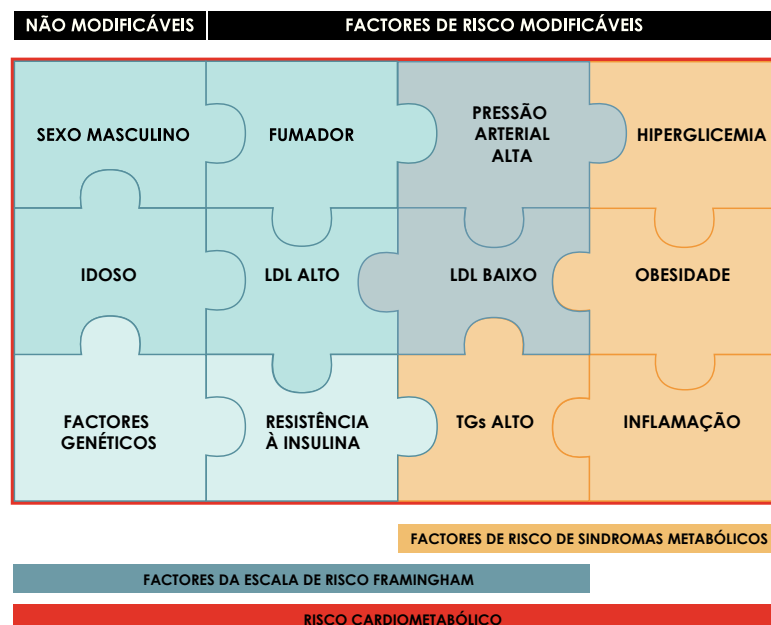 NÃO MODIFICÁVEIS
FACTORES DE RISCO MODIFICÁVEIS
SEXO MASCULINO
FUMADOR
PRESSÃO
ARTERIAL
ALTA
HIPERGLICEMIA
IDOSO
LDL ALTO
LDL BAIXO
OBESIDADE
FACTORES
GENÉTICOS
RESISTÊNCIA
À INSULINA
TGs ALTO
INFLAMAÇÃO
FACTORES DE RISCO DE SINDROMAS METABÓLICOS
FACTORES DA ESCALA DE RISCO FRAMINGHAM
RISCO CARDIOMETABÓLICO